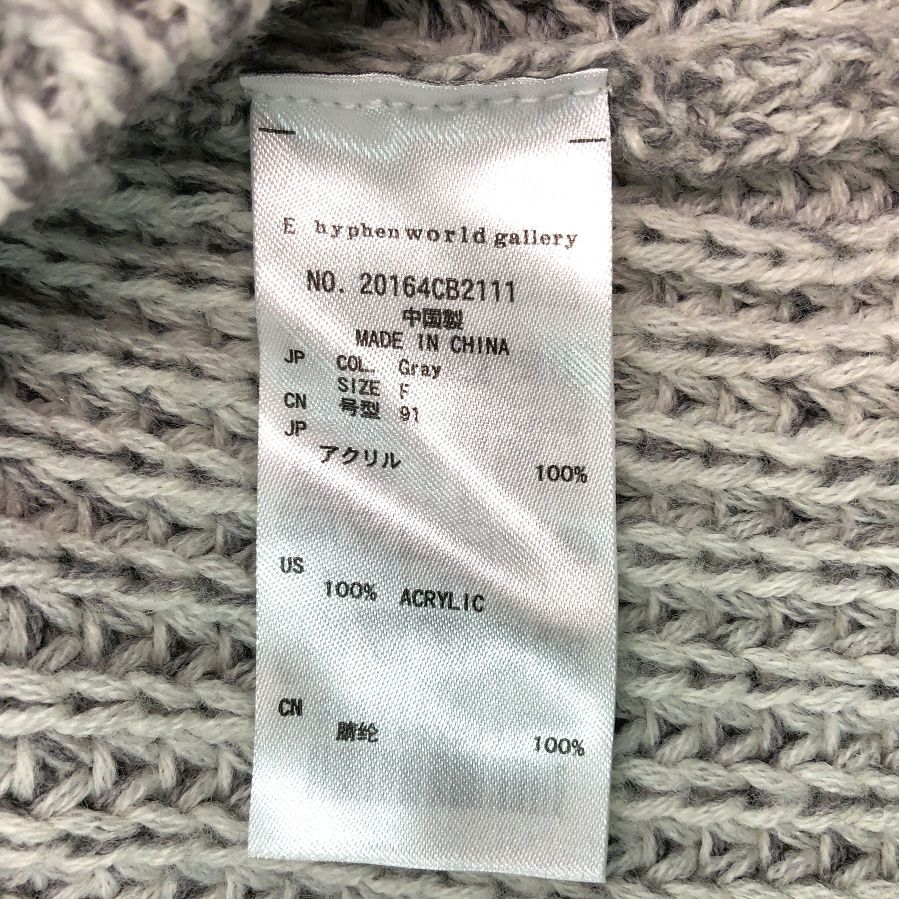 E hyphen world gallery
NO. 20164CB2111
中国製
MADE IN CHINA
JP COL. Gray
SIZE F
CN 号型 91
JP
アクリル 100%
US
100% ACRYLIC
CN
腈纶 100%